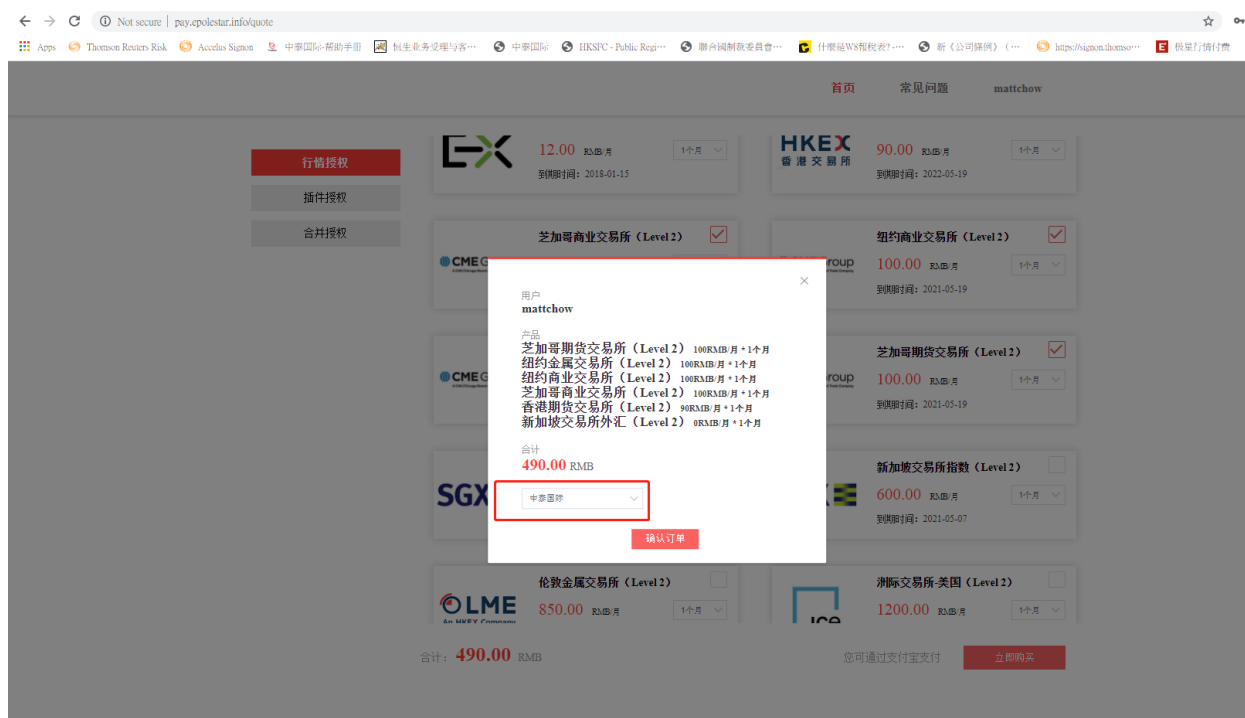 Not secure | pay.epolestar.info/quote
Apps Thomson Reuters Risk Accelus Signon 中泰国际-帮助手册 恒生业务受理与客… 中泰国际 HKSFC - Public Regi… 聯合國制裁委員會… 什麼是W8報稅表?-… 新《公司條例》(… https://signon.thomso… 极星行情付费
首页 常见问题 mattchow
行情授权
插件授权
合并授权
EX 12.00 RMB/月 1个月
到期时间：2018-01-15
HKEX 香港交易所 90.00 RMB/月 1个月
到期时间：2022-05-19
芝加哥商业交易所（Level 2）
CME G
纽约商业交易所（Level 2）
roup 100.00 RMB/月 1个月
到期时间：2021-05-19
CME G
芝加哥期货交易所（Level 2）
roup 100.00 RMB/月 1个月
到期时间：2021-05-19
SGX
新加坡交易所指数（Level 2）
600.00 RMB/月 1个月
到期时间：2021-05-07
伦敦金属交易所（Level 2）
LME An HKEX Company 850.00 RMB/月 1个月
洲际交易所-美国（Level 2）
ice 1200.00 RMB/月 1个月
×
用户
mattchow
产品
芝加哥期货交易所（Level 2） 100RMB/月 * 1个月
纽约金属交易所（Level 2） 100RMB/月 * 1个月
纽约商业交易所（Level 2） 100RMB/月 * 1个月
芝加哥商业交易所（Level 2） 100RMB/月 * 1个月
香港期货交易所（Level 2） 90RMB/月 * 1个月
新加坡交易所外汇（Level 2） 0RMB/月 * 1个月
合计
490.00 RMB
中泰国际
确认订单
合计：490.00 RMB 您可通过支付宝支付 立即购买